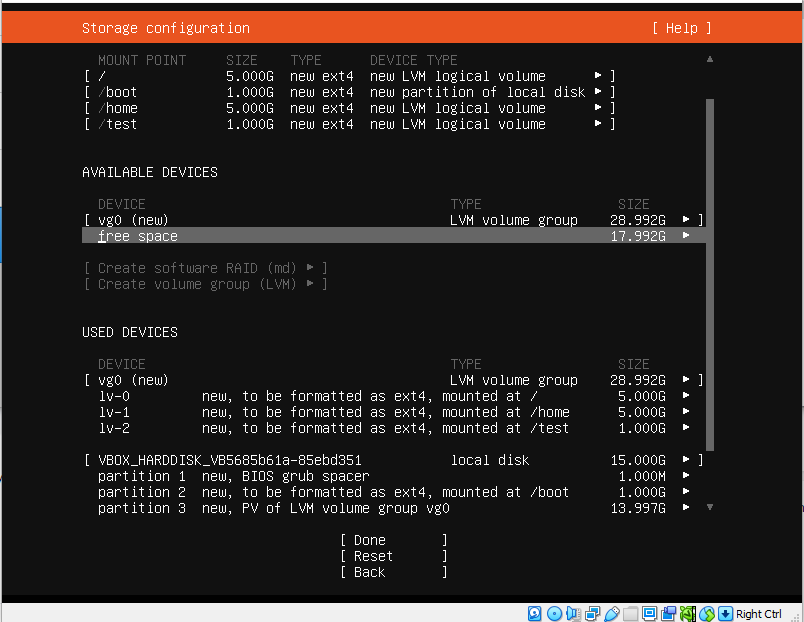 Storage configuration [ Help ]
MOUNT POINT SIZE TYPE DEVICE TYPE
[ / 5.000G new ext4 new LVM logical volume ▸ ]
[ /boot 1.000G new ext4 new partition of local disk ▸ ]
[ /home 5.000G new ext4 new LVM logical volume ▸ ]
[ /test 1.000G new ext4 new LVM logical volume ▸ ]
AVAILABLE DEVICES
DEVICE TYPE SIZE
[ vg0 (new) LVM volume group 28.992G ▸ ]
free space 17.992G ▸
[ Create software RAID (md) ▸ ]
[ Create volume group (LVM) ▸ ]
USED DEVICES
DEVICE TYPE SIZE
[ vg0 (new) LVM volume group 28.992G ▸ ]
lv-0 new, to be formatted as ext4, mounted at / 5.000G ▸
lv-1 new, to be formatted as ext4, mounted at /home 5.000G ▸
lv-2 new, to be formatted as ext4, mounted at /test 1.000G ▸
[ VBOX_HARDDISK_VB5685b61a-85ebd351 local disk 15.000G ▸ ]
partition 1 new, BIOS grub spacer 1.000M ▸
partition 2 new, to be formatted as ext4, mounted at /boot 1.000G ▸
partition 3 new, PV of LVM volume group vg0 13.997G ▸
[ Done ]
[ Reset ]
[ Back ]
Right Ctrl